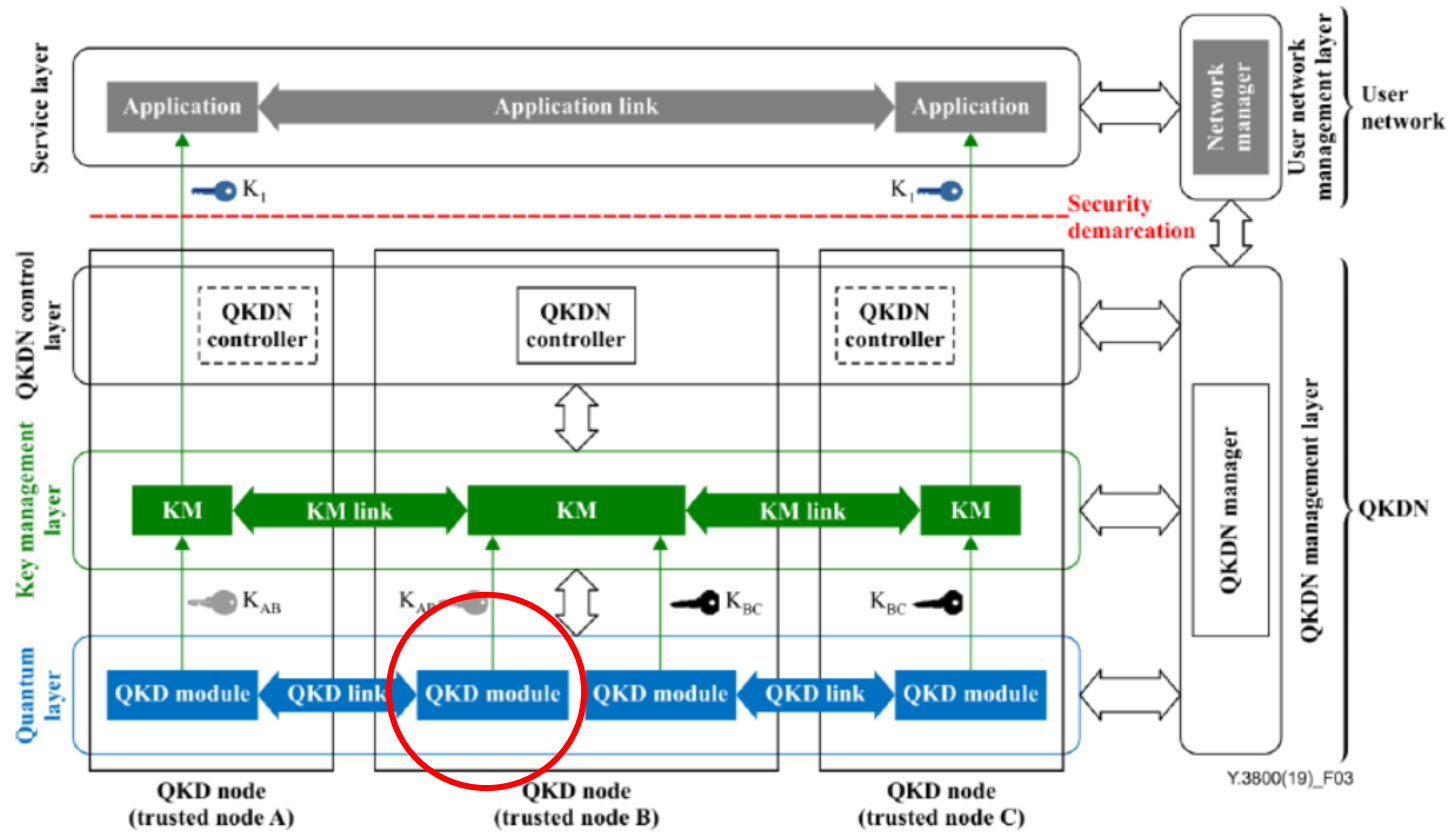 Service layer
Application
Application link
Application
Network
manager
User network
management layer
User
network
K1
K1
Security
demarcation
QKDN control
layer
QKDN
controller
QKDN
controller
QKDN
controller
Key management
layer
KM
KM link
KM
KM link
KM
QKDN manager
QKDN management layer
QKDN
KAB
KAB
KBC
KBC
Quantum
layer
QKD module
QKD link
QKD module
QKD module
QKD link
QKD module
Y.3800(19)_F03
QKD node
(trusted node A)
QKD node
(trusted node B)
QKD node
(trusted node C)